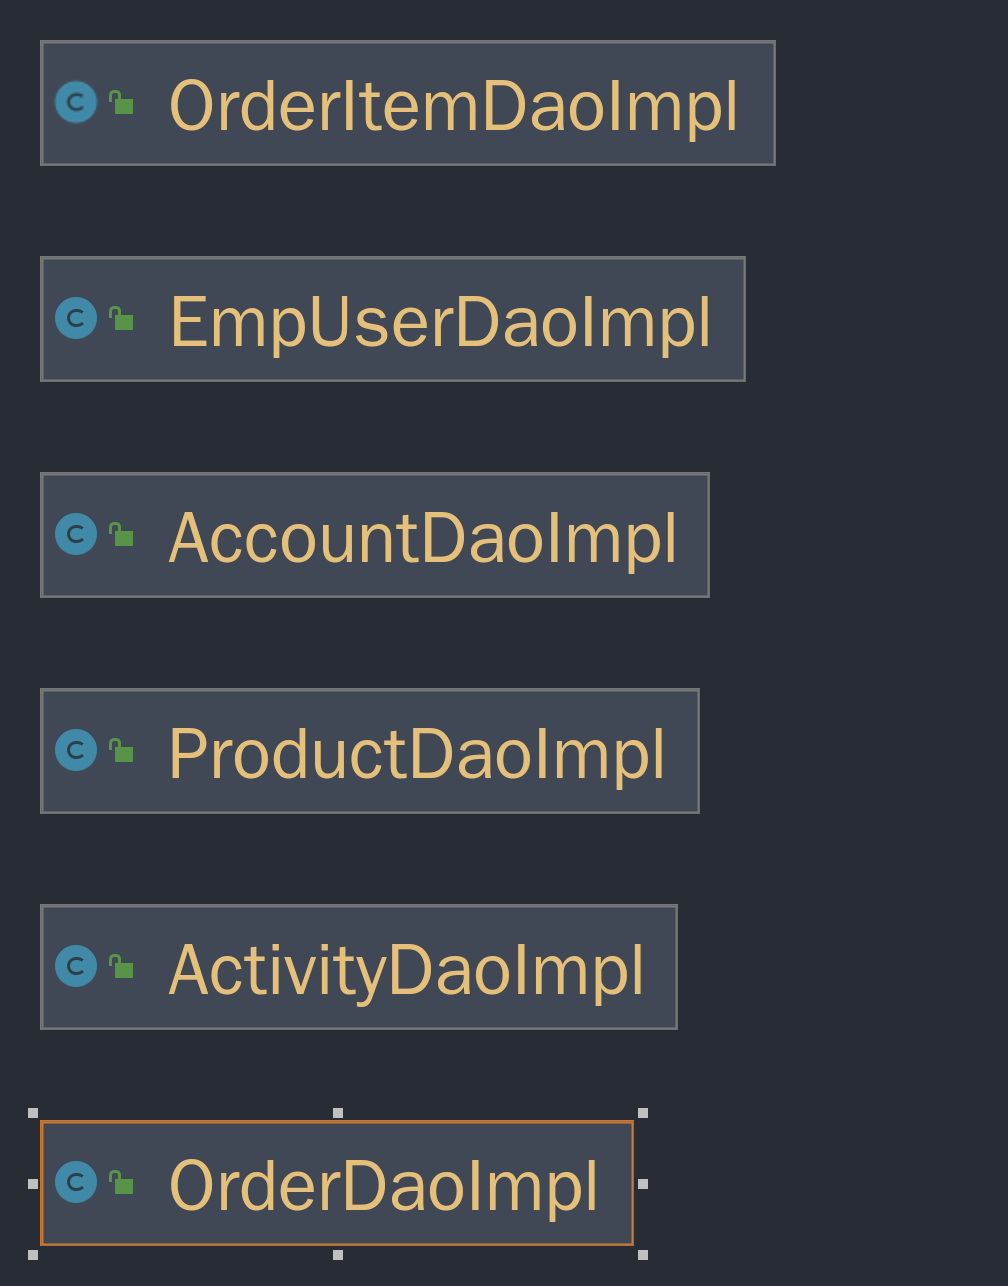 C OrderItemDaoImpl
C EmpUserDaoImpl
C AccountDaoImpl
C ProductDaoImpl
C ActivityDaoImpl
C OrderDaoImpl